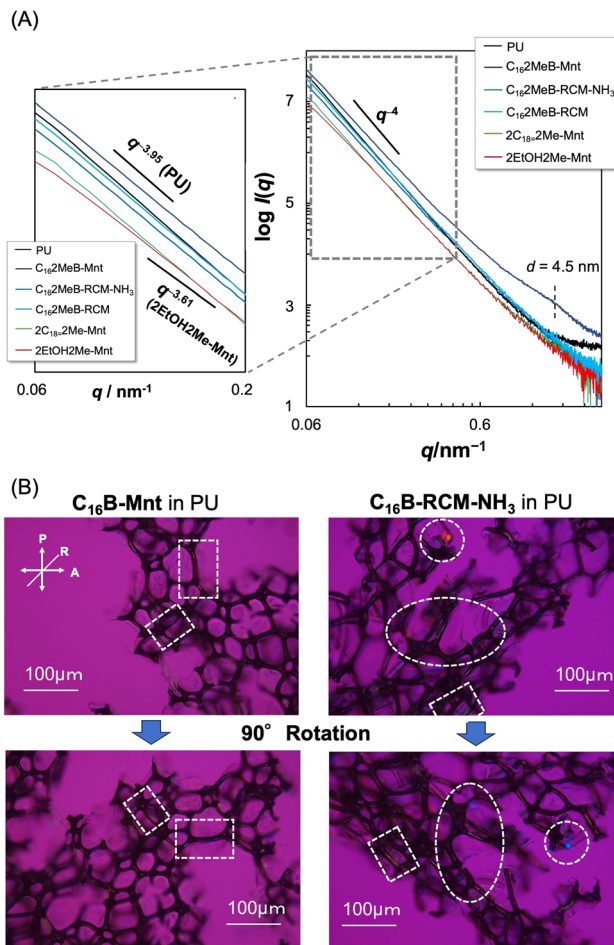 (A)
PU
C₁₆2MeB-Mnt
C₁₆2MeB-RCM-NH₃
C₁₆2MeB-RCM
2C₁₈₌2Me-Mnt
2EtOH2Me-Mnt
q⁻³·⁹⁵ (PU)
q⁻³·⁶¹
(2EtOH2Me-Mnt)
PU
C₁₆2MeB-Mnt
C₁₆2MeB-RCM-NH₃
C₁₆2MeB-RCM
2C₁₈₌2Me-Mnt
2EtOH2Me-Mnt
0.06
0.2
q / nm⁻¹
log I(q)
7
5
3
1
q⁻⁴
d = 4.5 nm
0.06
0.6
q/nm⁻¹
(B)
C₁₆B-Mnt in PU
C₁₆B-RCM-NH₃ in PU
P
R
A
100μm
100μm
90° Rotation
100μm
100μm